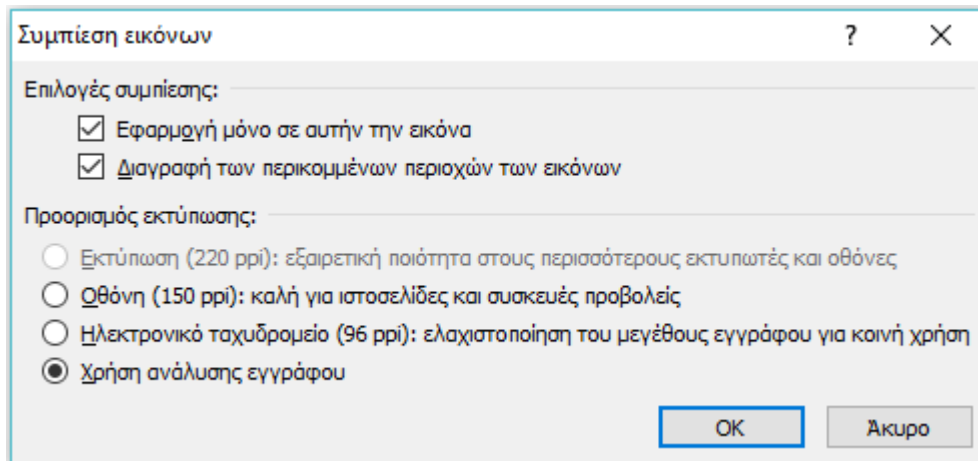 Συμπίεση εικόνων
?
Επιλογές συμπίεσης:
Εφαρμογή μόνο σε αυτήν την εικόνα
Διαγραφή των περικομμένων περιοχών των εικόνων
Προορισμός εκτύπωσης:
Εκτύπωση (220 ppi): εξαιρετική ποιότητα στους περισσότερους εκτυπωτές και οθόνες
Οθόνη (150 ppi): καλή για ιστοσελίδες και συσκευές προβολείς
Ηλεκτρονικό ταχυδρομείο (96 ppi): ελαχιστοποίηση του μεγέθους εγγράφου για κοινή χρήση
Χρήση ανάλυσης εγγράφου
OK Άκυρο